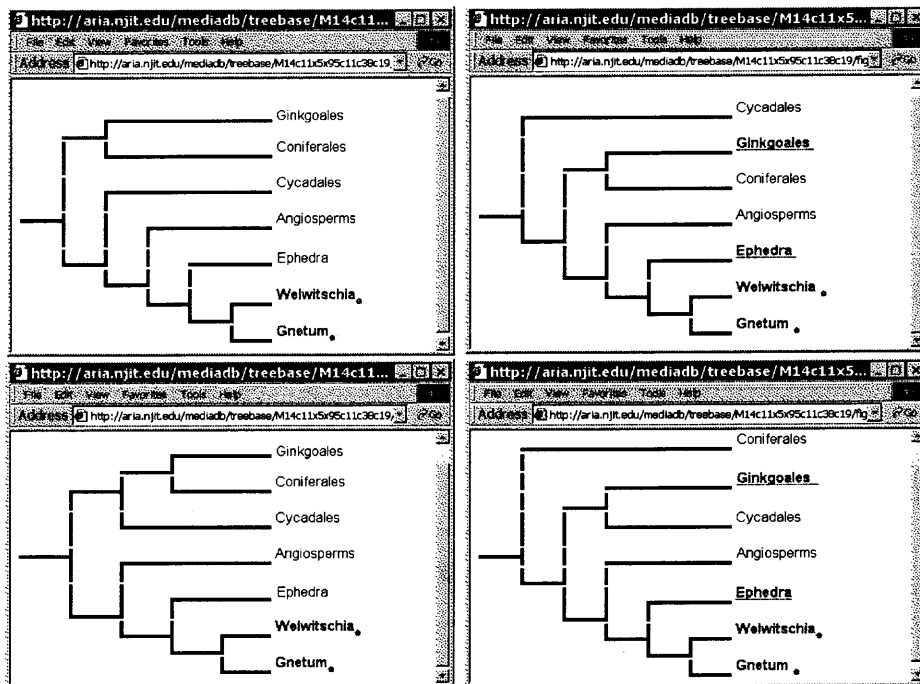 http://aria.njit.edu/mediadb/treebase/M14c11...
File Edit View Favorites Tools Help
Address http://aria.njit.edu/mediadb/treebase/M14c11x5x95c11c38c19/ Go
Ginkgoales
Coniferales
Cycadales
Angiosperms
Ephedra
Welwitschia
Gnetum
http://aria.njit.edu/mediadb/treebase/M14c11x5...
File Edit View Favorites Tools Help
Address http://aria.njit.edu/mediadb/treebase/M14c11x5x95c11c38c19/fig Go
Cycadales
Ginkgoales
Coniferales
Angiosperms
Ephedra
Welwitschia
Gnetum
http://aria.njit.edu/mediadb/treebase/M14c11...
File Edit View Favorites Tools Help
Address http://aria.njit.edu/mediadb/treebase/M14c11x5x95c11c38c19/ Go
Ginkgoales
Coniferales
Cycadales
Angiosperms
Ephedra
Welwitschia
Gnetum
http://aria.njit.edu/mediadb/treebase/M14c11x5...
File Edit View Favorites Tools Help
Address http://aria.njit.edu/mediadb/treebase/M14c11x5x95c11c38c19/fig Go
Coniferales
Ginkgoales
Cycadales
Angiosperms
Ephedra
Welwitschia
Gnetum